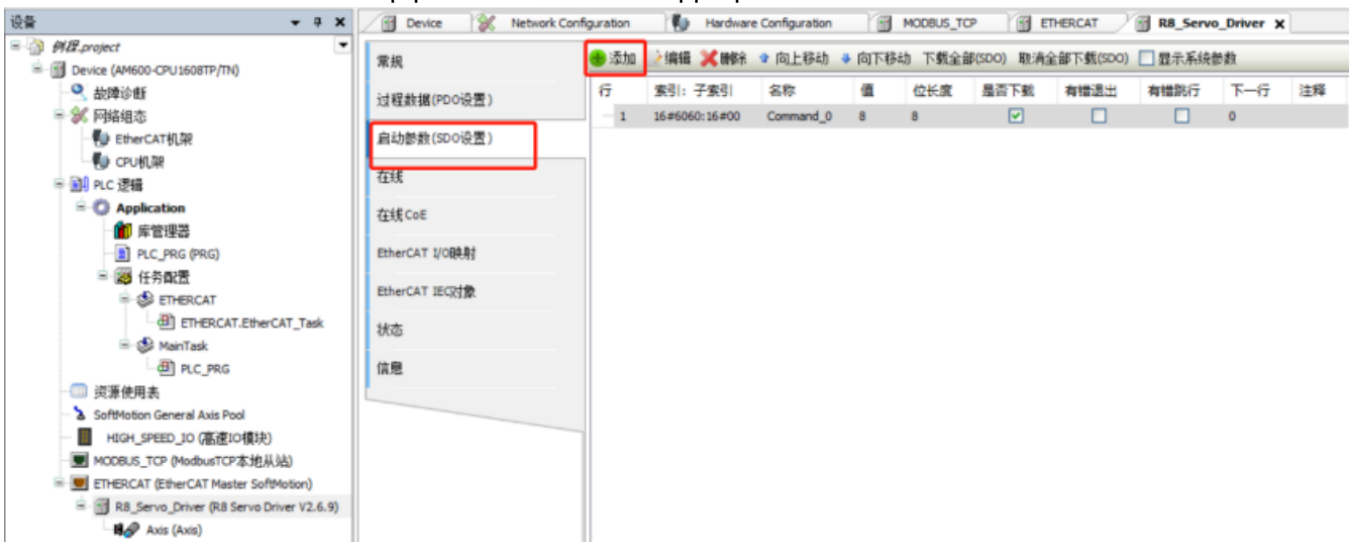 设备
例程.project
Device (AM600-CPU1608TP/TN)
故障诊断
网络组态
EtherCAT机架
CPU机架
PLC 逻辑
Application
库管理器
PLC_PRG (PRG)
任务配置
ETHERCAT
ETHERCAT.EtherCAT_Task
MainTask
PLC_PRG
资源使用表
SoftMotion General Axis Pool
HIGH_SPEED_IO (高速IO模块)
MODBUS_TCP (ModbusTCP本地从站)
ETHERCAT (EtherCAT Master SoftMotion)
R8_Servo_Driver (R8 Servo Driver V2.6.9)
Axis (Axis)
Device Network Configuration Hardware Configuration MODBUS_TCP ETHERCAT R8_Servo_Driver
常规
过程数据(PDO设置)
启动参数(SDO设置)
在线
在线CoE
EtherCAT I/O映射
EtherCAT IEC对象
状态
信息
添加 编辑 删除 向上移动 向下移动 下载全部(SDO) 取消全部下载(SDO) 显示系统参数
行 索引: 子索引 名称 值 位长度 是否下载 有错退出 有错跳行 下一行 注释
1 16#6060:16#00 Command_0 8 8 0